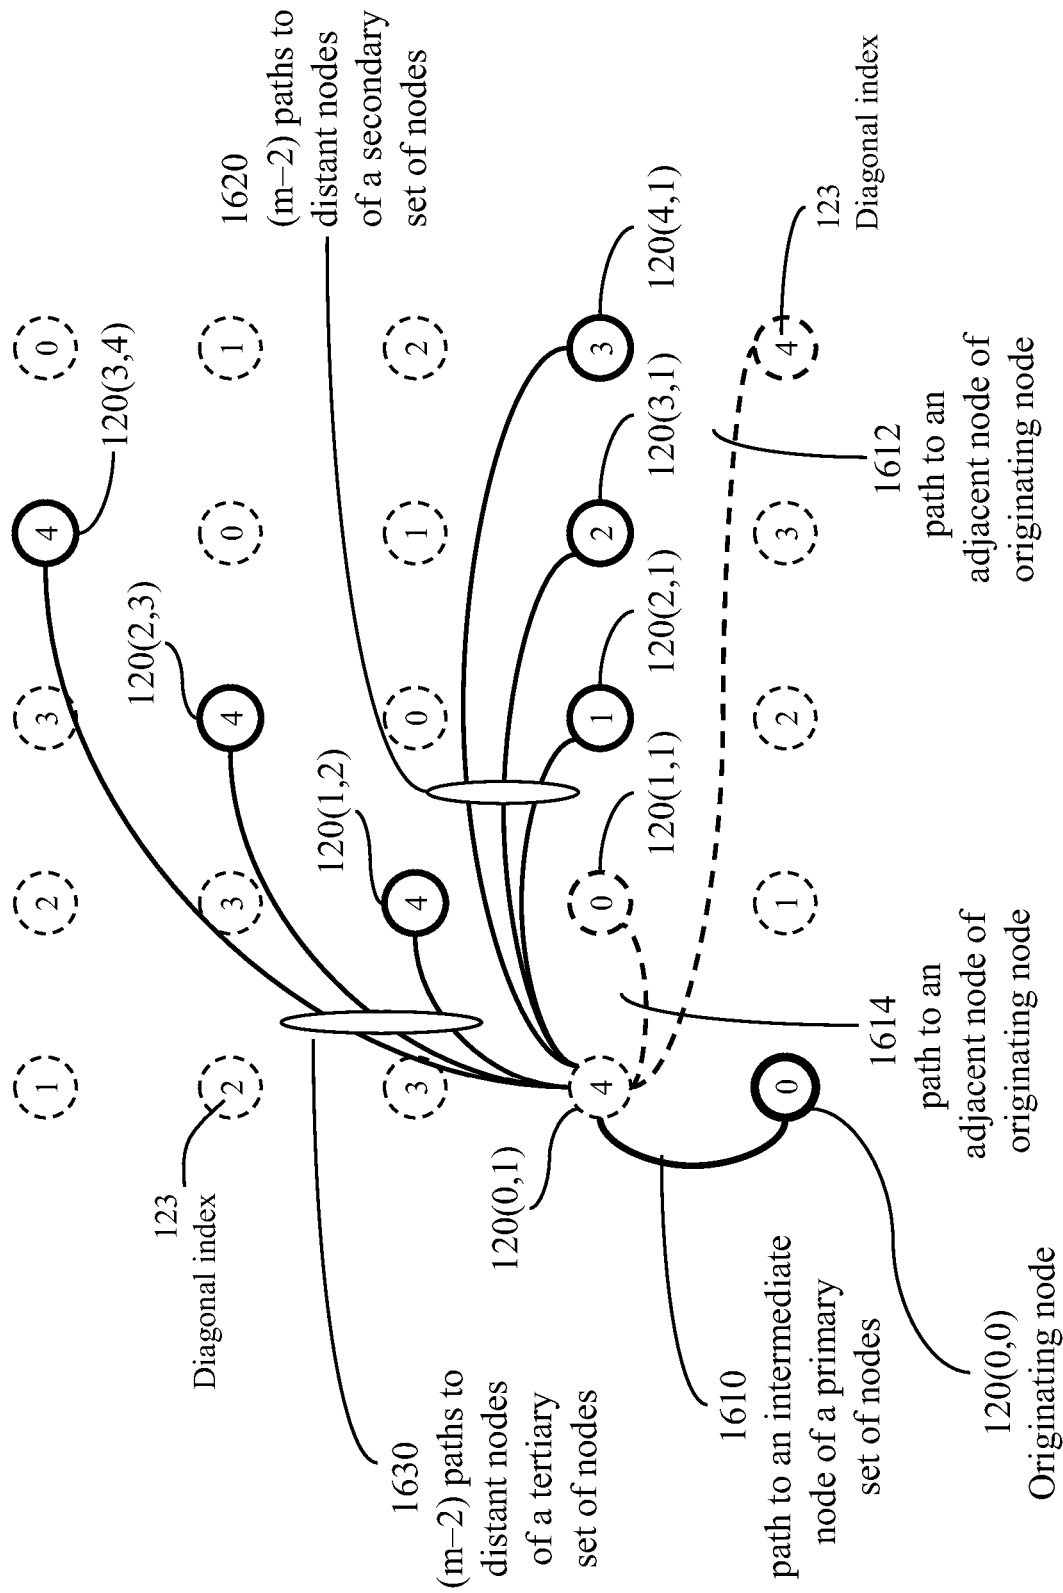 1
2
3
4
0
120(3,4)
120(2,3)
123
Diagonal index
2
3
4
0
1
1620
(m−2) paths to
distant nodes
of a secondary
set of nodes
120(1,2)
1630
(m−2) paths to
distant nodes
of a tertiary
set of nodes
3
4
0
1
2
120(0,1)
4
0
1
2
3
120(1,1)
120(2,1)
120(3,1)
120(4,1)
1610
path to an intermediate
node of a primary
set of nodes
0
1
2
3
4
123
Diagonal index
120(0,0)
Originating node
1614
path to an
adjacent node of
originating node
1612
path to an
adjacent node of
originating node